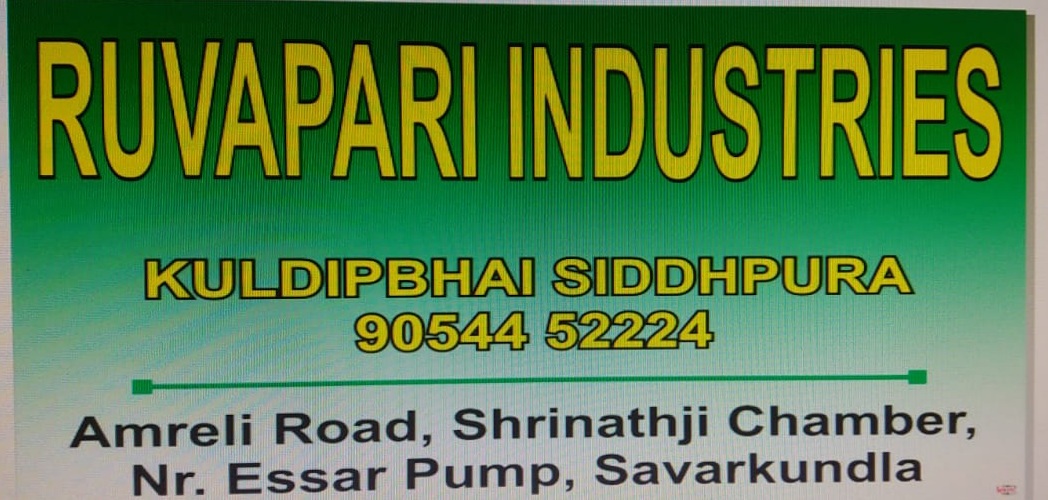 RUVAPARI INDUSTRIES
KULDIPBHAI SIDDHPURA
90544 52224
Amreli Road, Shrinathji Chamber,
Nr. Essar Pump, Savarkundla